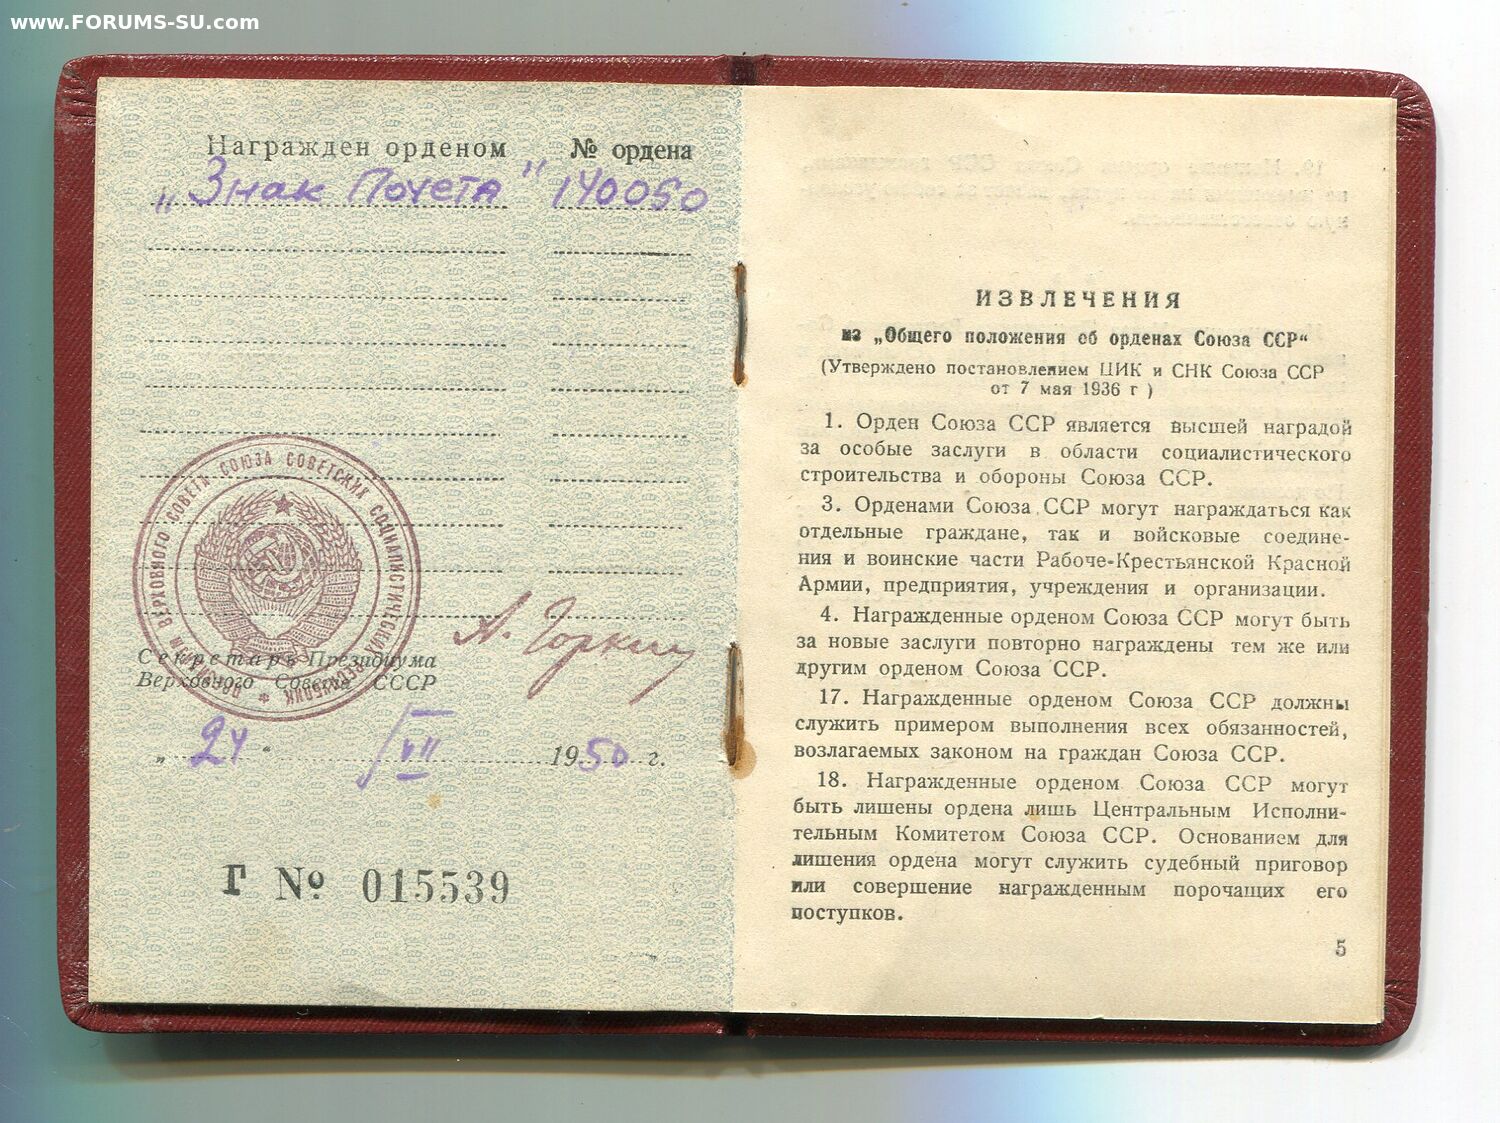 www.FORUMS-SU.com
Награжден орденом № ордена
„Знак Почета" 140050
ПРЕЗИДИУМ ВЕРХОВНОГО СОВЕТА СОЮЗА СОВЕТСКИХ СОЦИАЛИСТИЧЕСКИХ РЕСПУБЛИК
Секретарь Президиума
Верховного Совета СССР
А. Горкин
„ 24 “ VII 1950 г.
Г № 015539
ИЗВЛЕЧЕНИЯ
из „Общего положения об орденах Союза ССР“
(Утверждено постановлением ЦИК и СНК Союза ССР
от 7 мая 1936 г )
1. Орден Союза ССР является высшей наградой
за особые заслуги в области социалистического
строительства и обороны Союза ССР.
3. Орденами Союза ССР могут награждаться как
отдельные граждане, так и войсковые соедине-
ния и воинские части Рабоче-Крестьянской Красной
Армии, предприятия, учреждения и организации.
4. Награжденные орденом Союза ССР могут быть
за новые заслуги повторно награждены тем же или
другим орденом Союза ССР.
17. Награжденные орденом Союза ССР должны
служить примером выполнения всех обязанностей,
возлагаемых законом на граждан Союза ССР.
18. Награжденные орденом Союза ССР могут
быть лишены ордена лишь Центральным Исполни-
тельным Комитетом Союза ССР. Основанием для
лишения ордена могут служить судебный приговор
или совершение награжденным порочащих его
поступков.
5